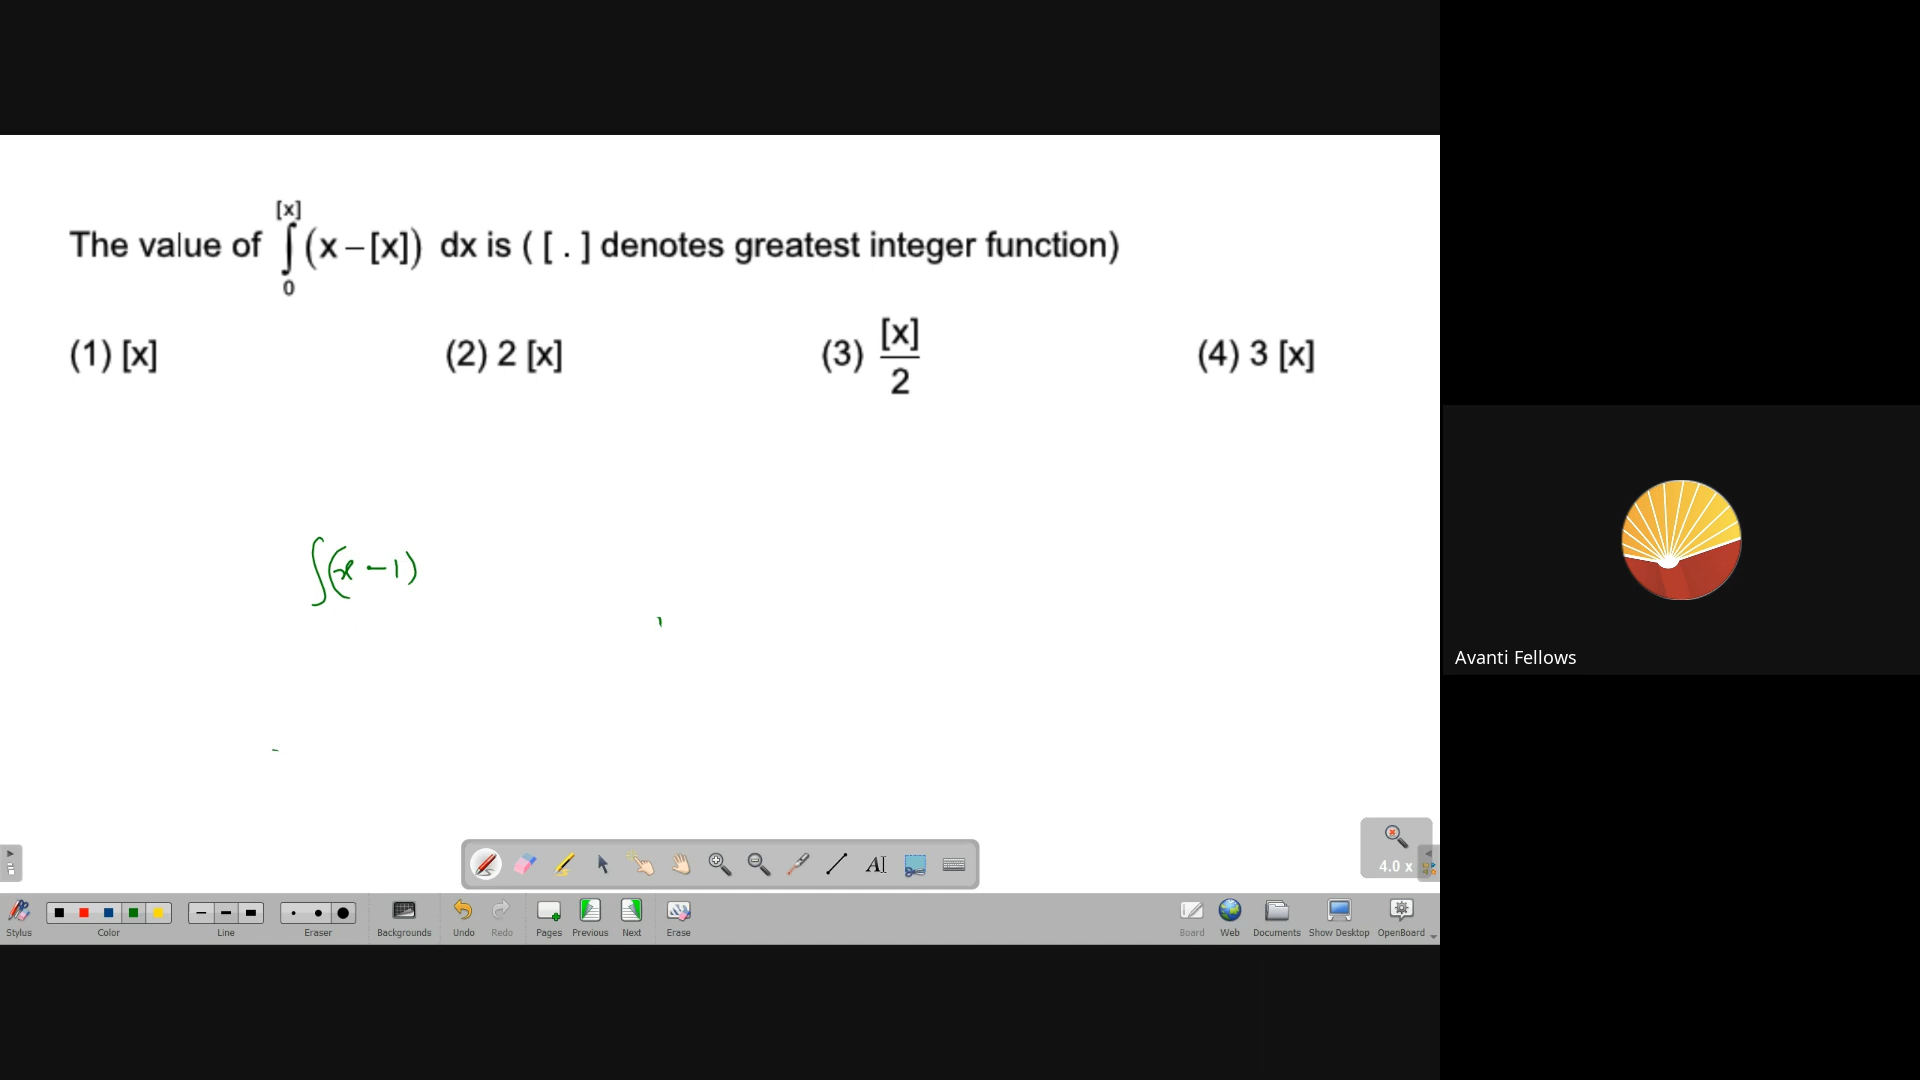 [x]
The value of ∫(x – [x]) dx is ( [ . ] denotes greatest integer function)
0
(1) [x] (2) 2 [x] (3) [x]/2 (4) 3 [x]
∫(x – 1)
Avanti Fellows
4.0 x
Stylus Color Line Eraser Backgrounds Undo Redo Pages Previous Next Erase Board Web Documents Show Desktop OpenBoard